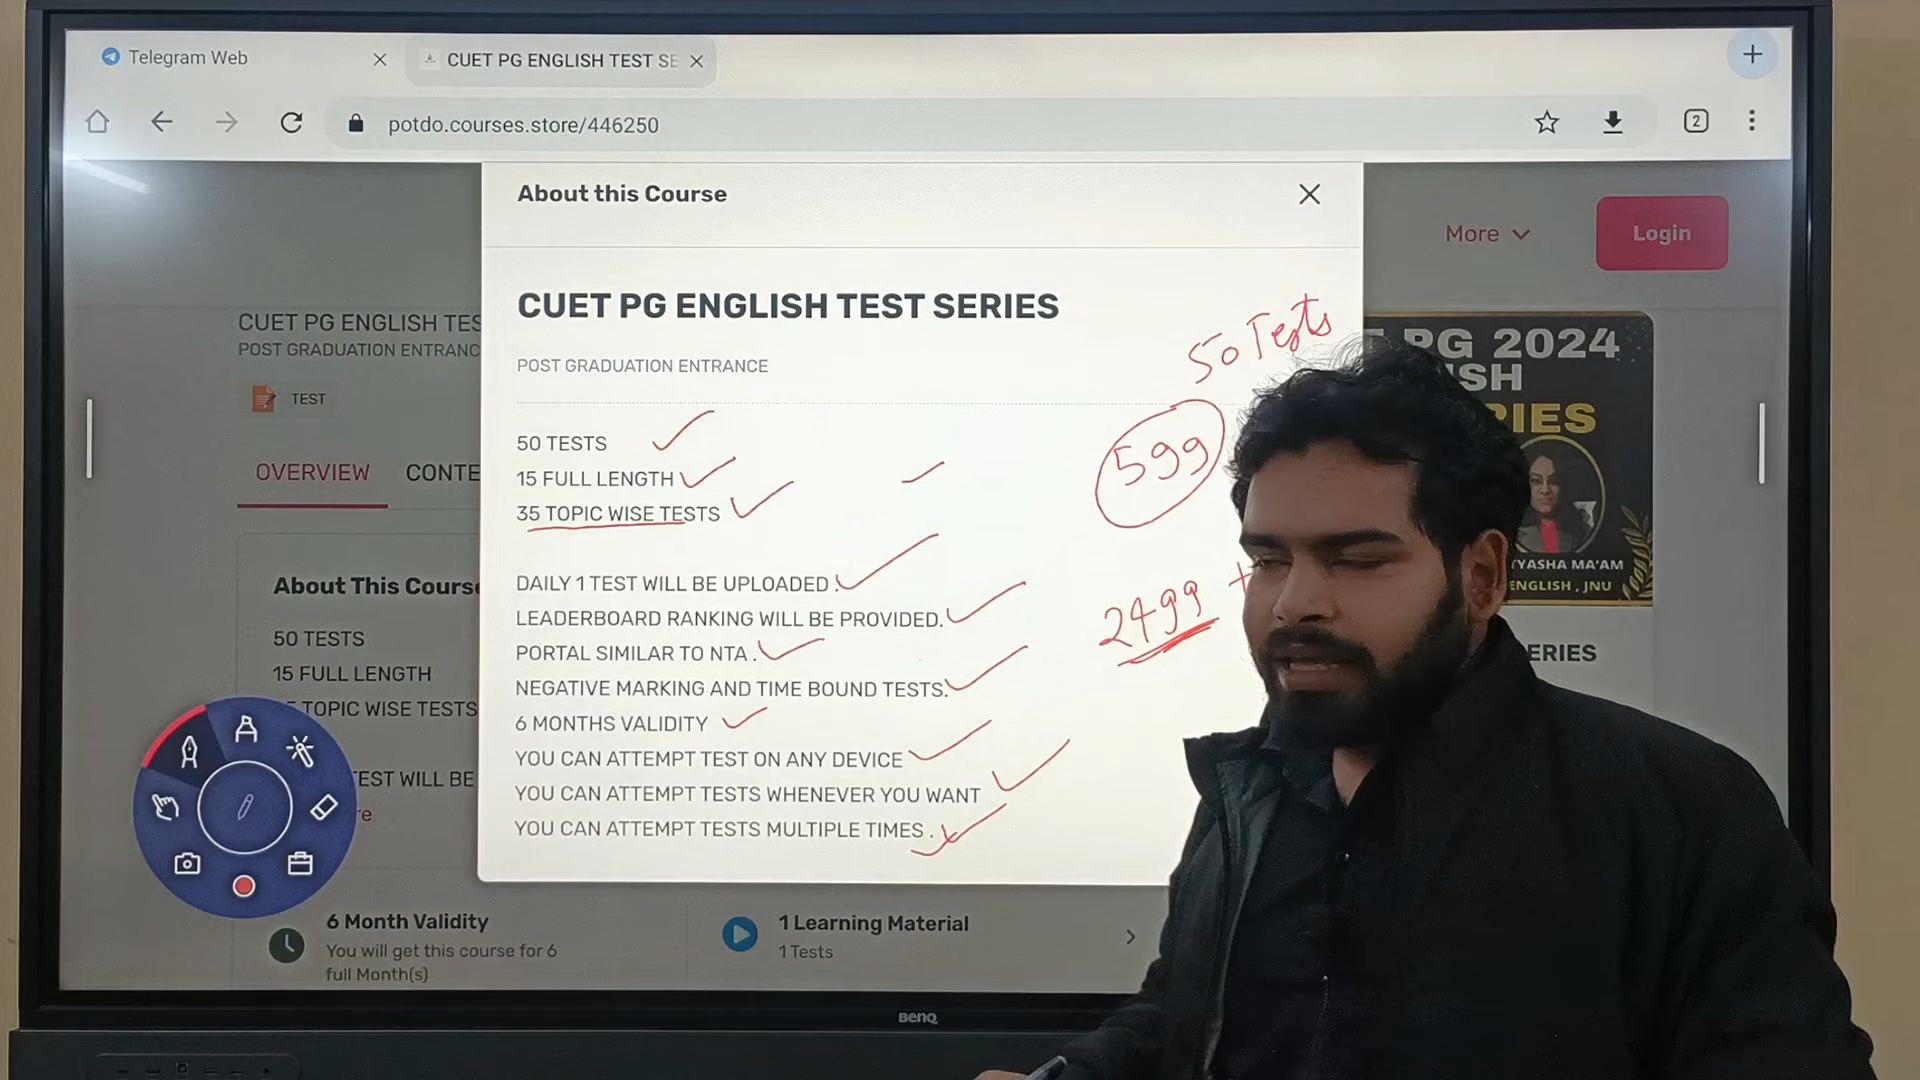 Telegram Web
CUET PG ENGLISH TEST SE
potdo.courses.store/446250
2
About this Course
More
Login
CUET PG ENGLISH TES
POST GRADUATION ENTRANC
TEST
OVERVIEW
CONTE
About This Course
50 TESTS
15 FULL LENGTH
TOPIC WISE TESTS
TEST WILL BE
re
CUET PG ENGLISH TEST SERIES
POST GRADUATION ENTRANCE
50 TESTS
15 FULL LENGTH
35 TOPIC WISE TESTS
DAILY 1 TEST WILL BE UPLOADED .
LEADERBOARD RANKING WILL BE PROVIDED.
PORTAL SIMILAR TO NTA .
NEGATIVE MARKING AND TIME BOUND TESTS.
6 MONTHS VALIDITY
YOU CAN ATTEMPT TEST ON ANY DEVICE
YOU CAN ATTEMPT TESTS WHENEVER YOU WANT
YOU CAN ATTEMPT TESTS MULTIPLE TIMES .
50 Tests
599
2499 +
PG 2024
ISH
RIES
TYASHA MA'AM
ENGLISH , JNU
ERIES
6 Month Validity
You will get this course for 6
full Month(s)
1 Learning Material
1 Tests
BenQ